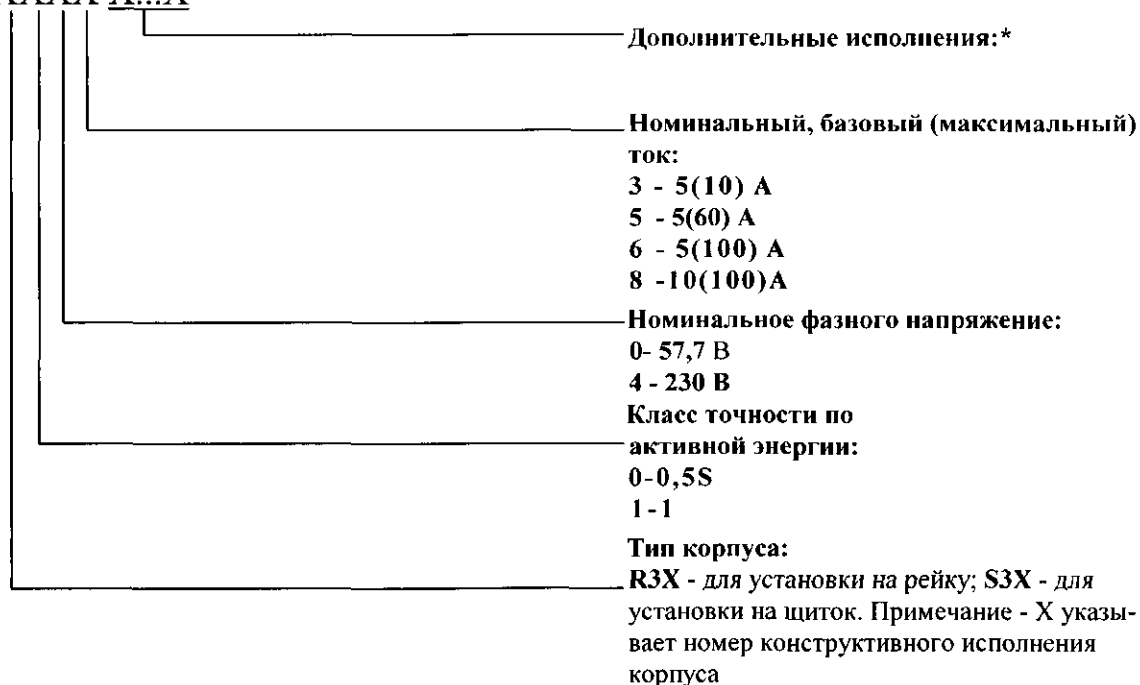 Дополнительные исполнения:*
Номинальный, базовый (максимальный)
ток:
3 - 5(10) А
5 - 5(60) А
6 - 5(100) А
8 -10(100)А
Номинальное фазного напряжение:
0- 57,7 В
4 - 230 В
Класс точности по
активной энергии:
0-0,5S
1-1
Тип корпуса:
R3X - для установки на рейку; S3X - для
установки на щиток. Примечание - X указы-
вает номер конструктивного исполнения
корпуса